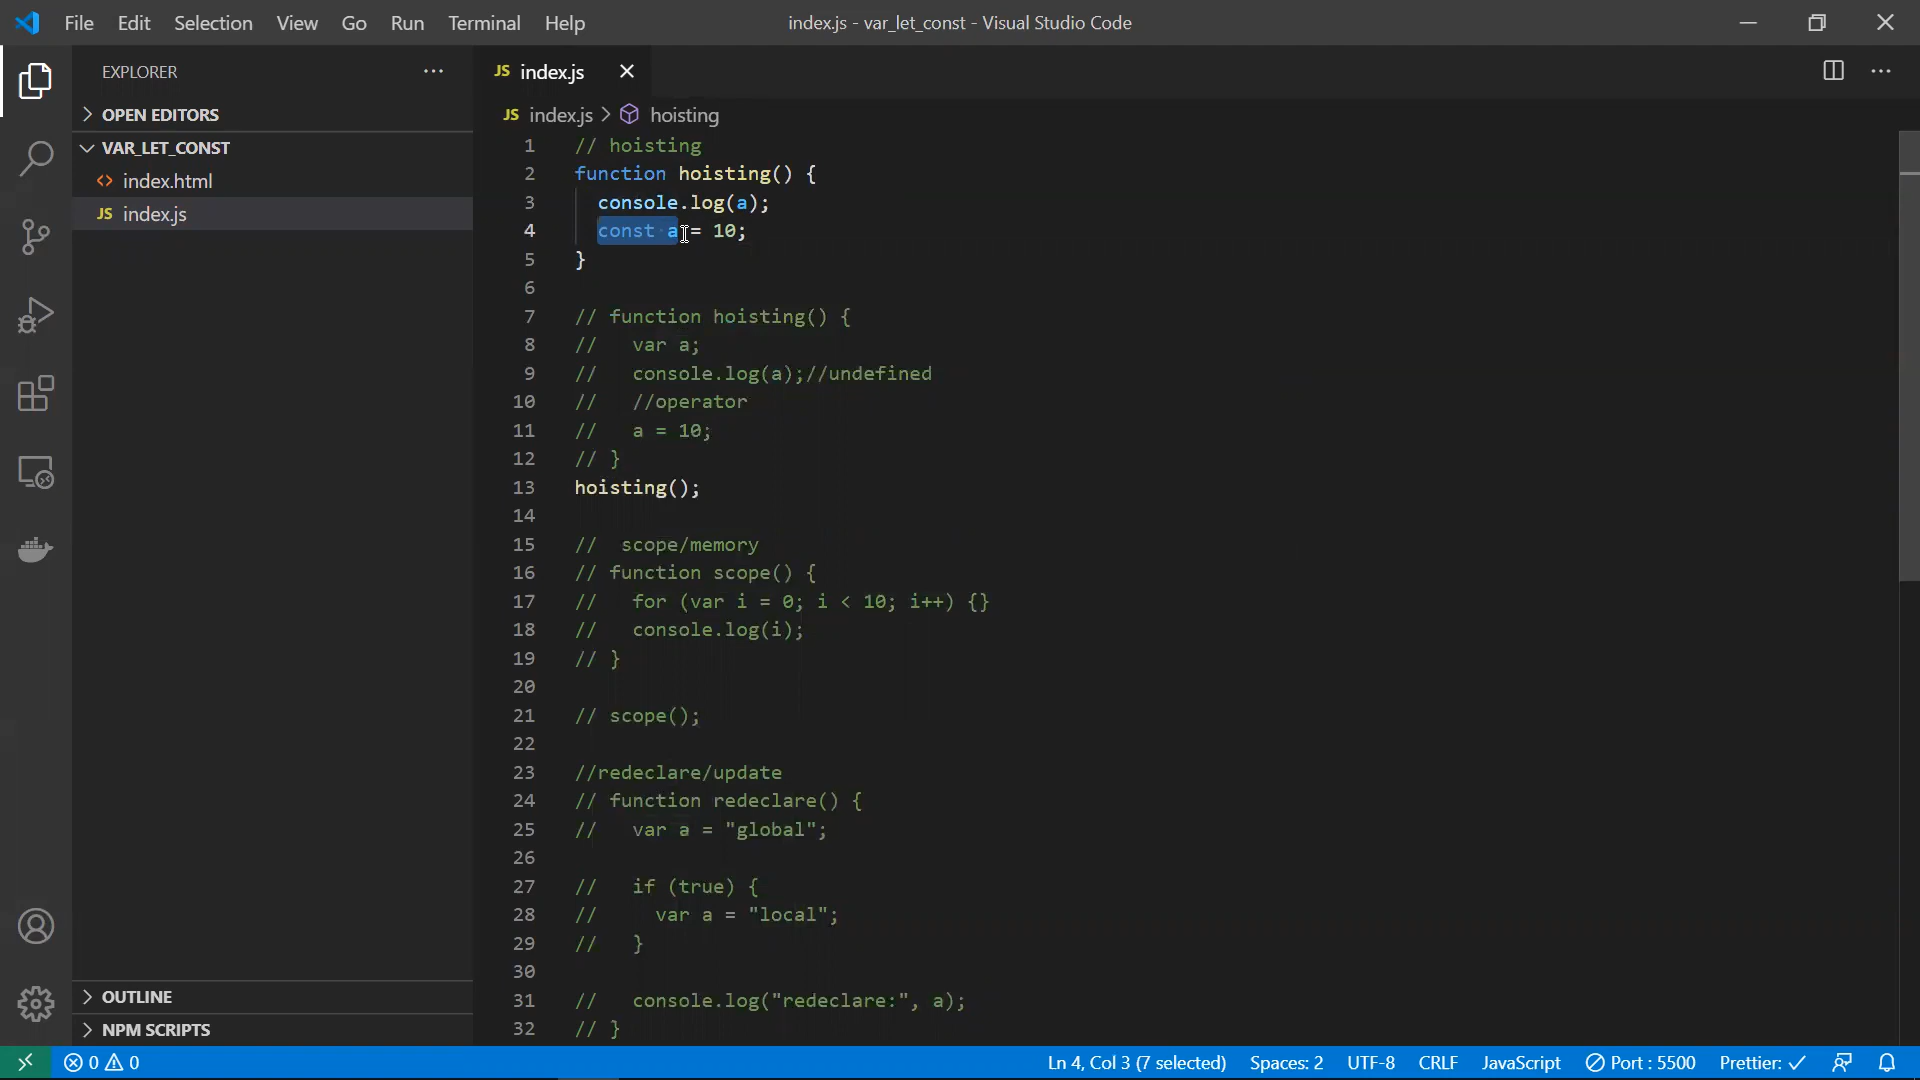 File Edit Selection View Go Run Terminal Help index.js - var_let_const - Visual Studio Code
EXPLORER
OPEN EDITORS
VAR_LET_CONST
<> index.html
JS index.js
OUTLINE
NPM SCRIPTS
JS index.js
JS index.js > hoisting
1 // hoisting
2 function hoisting() {
3   console.log(a);
4   const a = 10;
5 }
6
7 // function hoisting() {
8 //   var a;
9 //   console.log(a);//undefined
10 //   //operator
11 //   a = 10;
12 // }
13 hoisting();
14
15 //  scope/memory
16 // function scope() {
17 //   for (var i = 0; i < 10; i++) {}
18 //   console.log(i);
19 // }
20
21 // scope();
22
23 //redeclare/update
24 // function redeclare() {
25 //   var a = "global";
26
27 //   if (true) {
28 //     var a = "local";
29 //   }
30
31 //   console.log("redeclare:", a);
32 // }
0 0 Ln 4, Col 3 (7 selected) Spaces: 2 UTF-8 CRLF JavaScript Port : 5500 Prettier: ✓